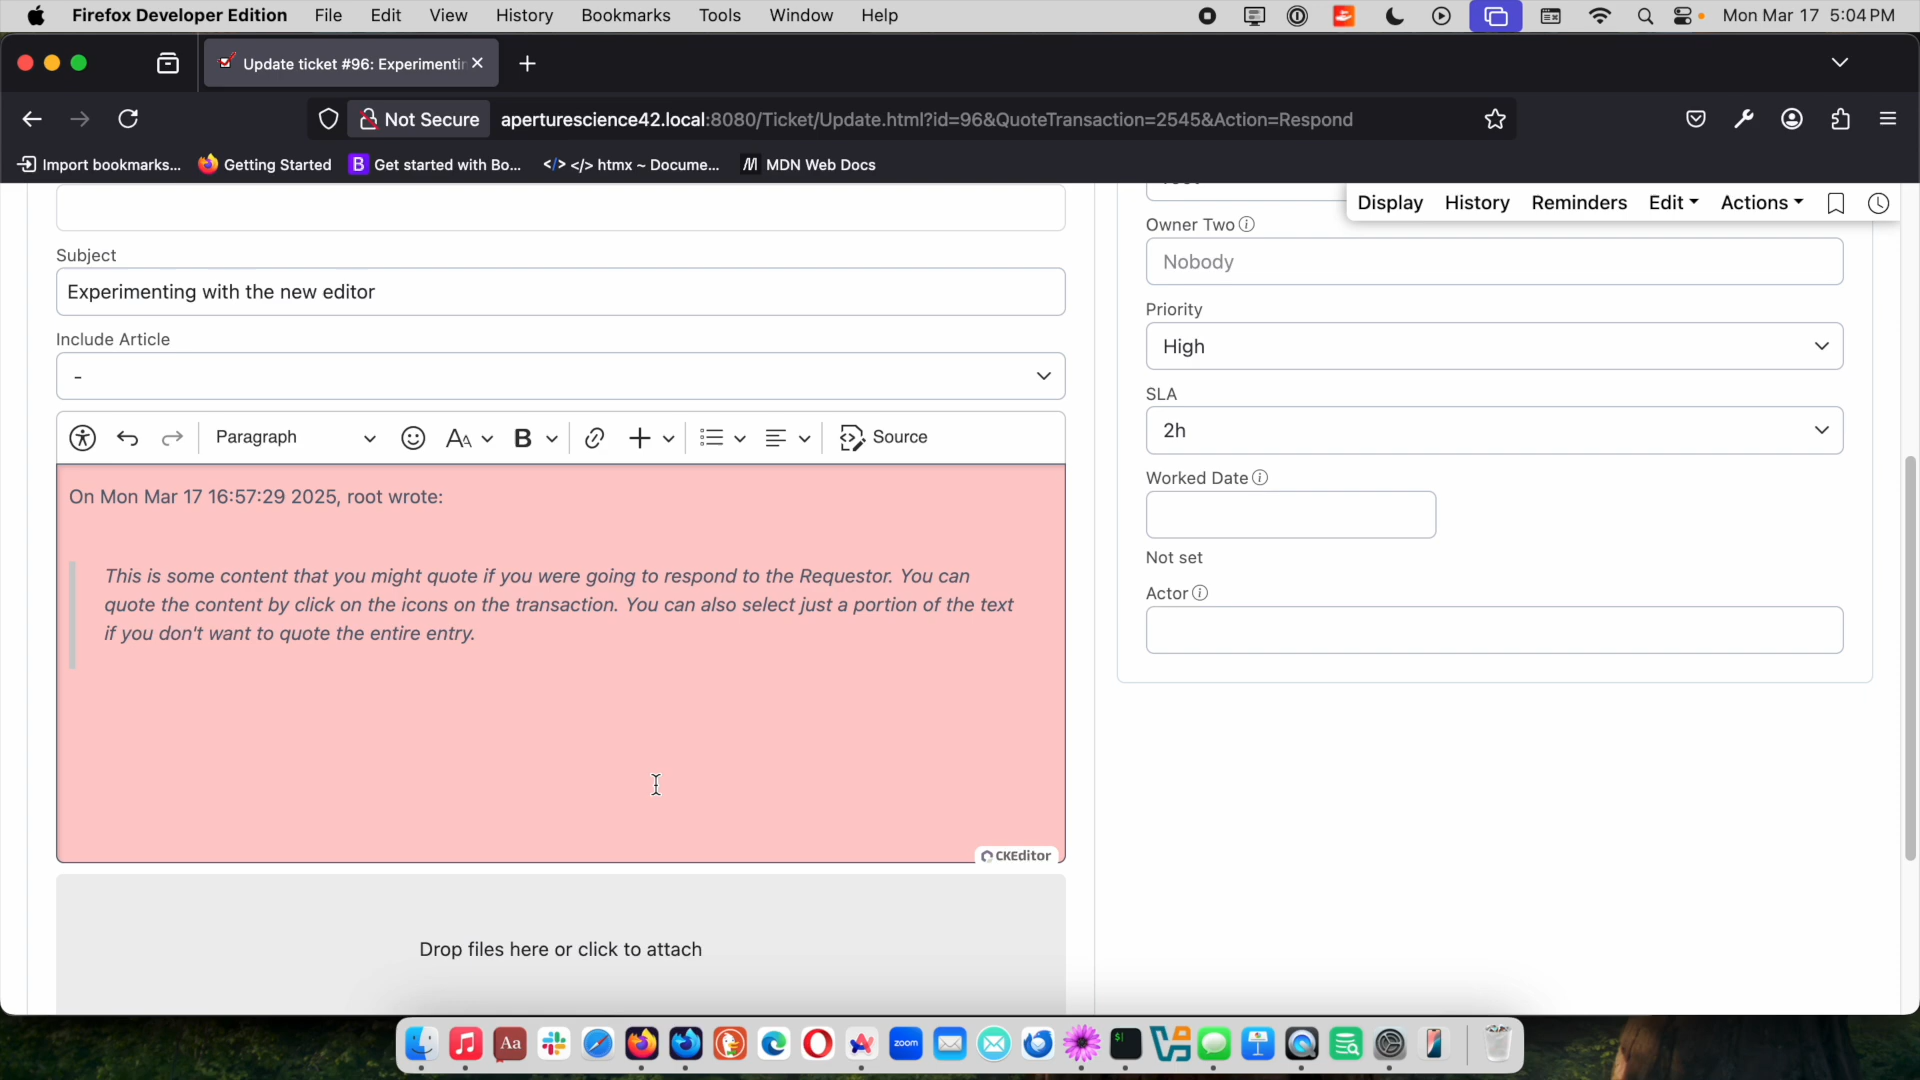 Firefox Developer Edition File Edit View History Bookmarks Tools Window Help Mon Mar 17 5:04 PM
Update ticket #96: Experimentin
Not Secure aperturescience42.local:8080/Ticket/Update.html?id=96&QuoteTransaction=2545&Action=Respond
Import bookmarks... Getting Started B Get started with Bo... </> htmx ~ Docume... M MDN Web Docs
Display History Reminders Edit Actions
Owner Two
Nobody
Subject
Experimenting with the new editor
Priority
High
Include Article
-
SLA
2h
Paragraph B Source
Worked Date
Not set
Actor
On Mon Mar 17 16:57:29 2025, root wrote:
This is some content that you might quote if you were going to respond to the Requestor. You can
quote the content by click on the icons on the transaction. You can also select just a portion of the text
if you don't want to quote the entire entry.
CKEditor
Drop files here or click to attach
Aa
zoom